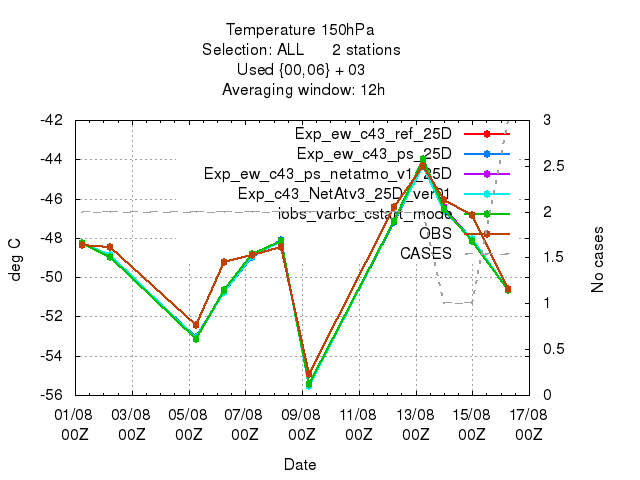 Temperature 150hPa
Selection: ALL 2 stations
Used {00,06} + 03
Averaging window: 12h
-42
-44
-46
-48
-50
-52
-54
-56
deg C
3
2.5
2
1.5
1
0.5
0
No cases
Exp_ew_c43_ref_25D
Exp_ew_c43_ps_25D
Exp_ew_c43_ps_netatmo_v1_25D
Exp_c43_NetAtv3_25D_ver01
iobs_varbc_cstart_mode
OBS
CASES
01/08 03/08 05/08 07/08 09/08 11/08 13/08 15/08 17/08
00Z 00Z 00Z 00Z 00Z 00Z 00Z 00Z 00Z
Date